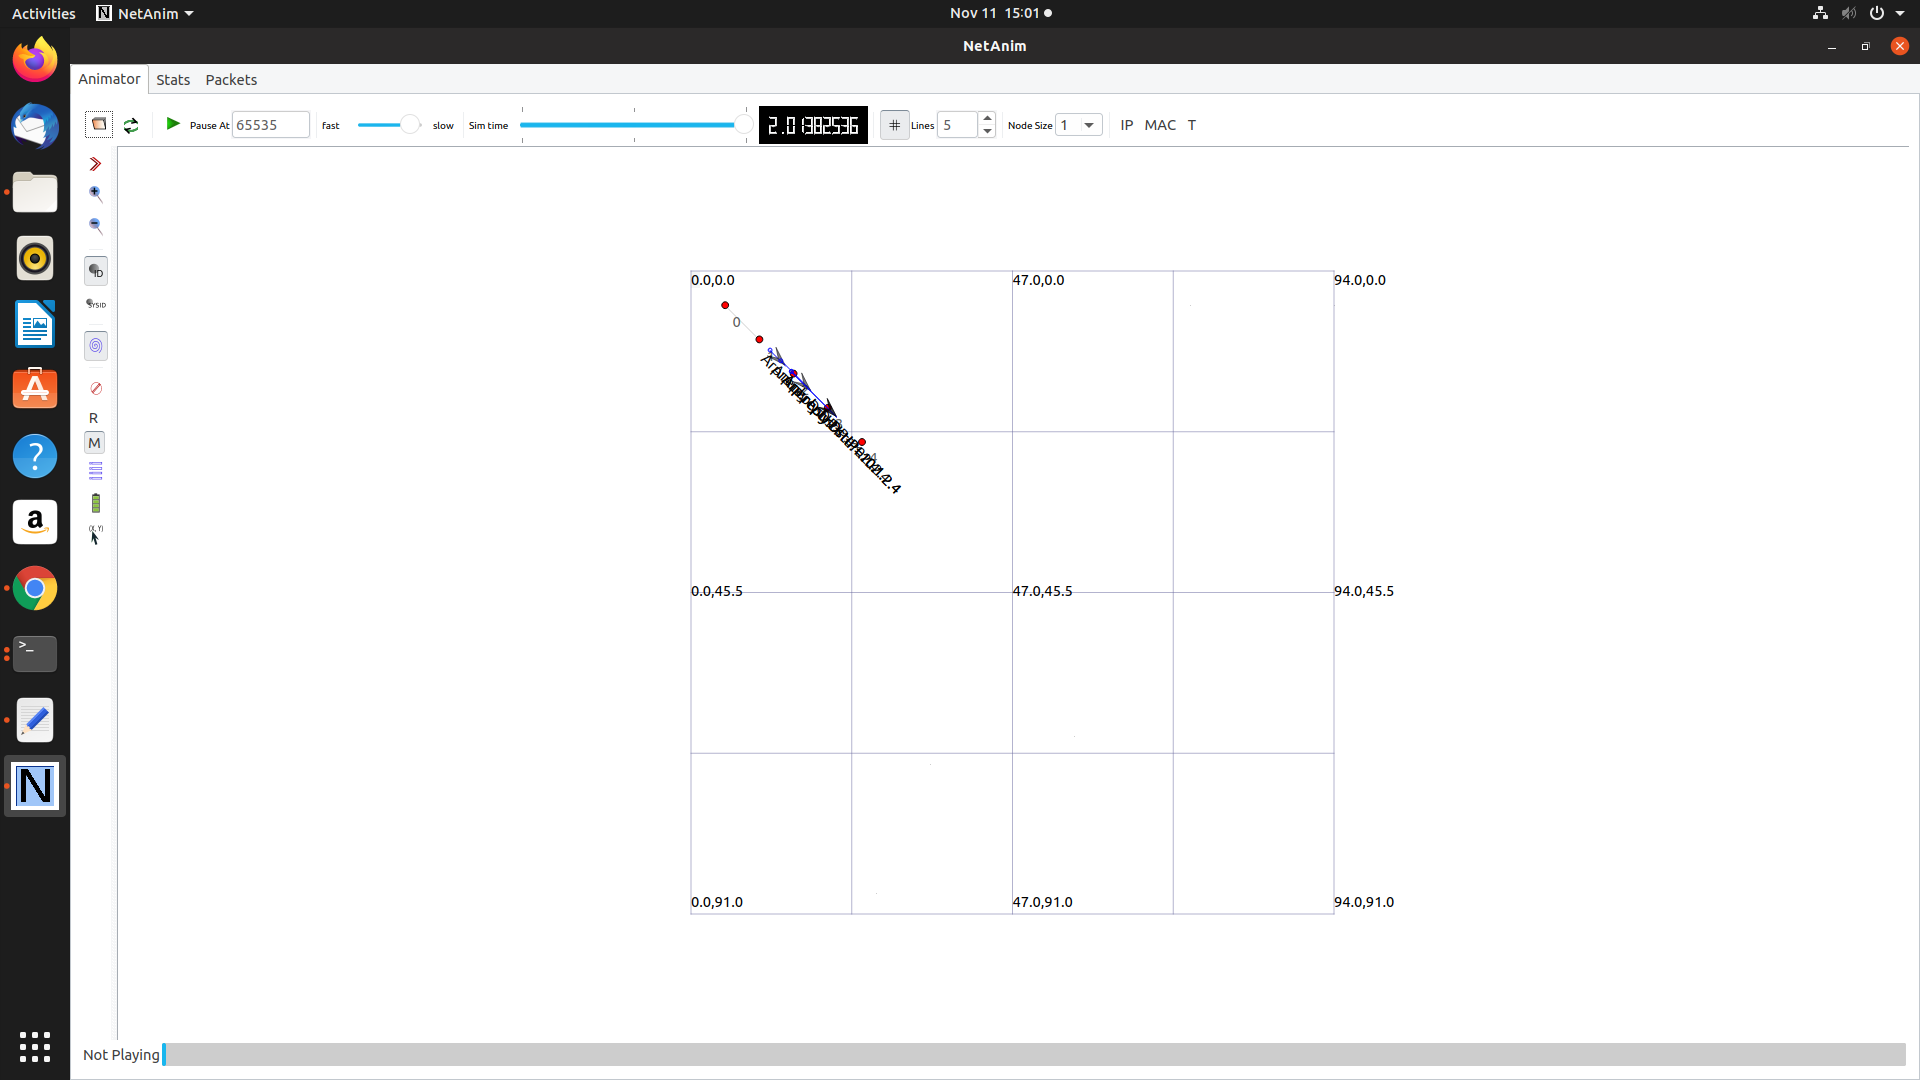 Activities NetAnim Nov 11 15:01
NetAnim
Animator Stats Packets
Pause At 65535 fast slow Sim time 2.01382536 # Lines 5 Node Size 1 IP MAC T
ID
SYSID
R
M
(X, Y)
0.0,0.0 47.0,0.0 94.0,0.0
0
0.0,45.5 47.0,45.5 94.0,45.5
0.0,91.0 47.0,91.0 94.0,91.0
Not Playing